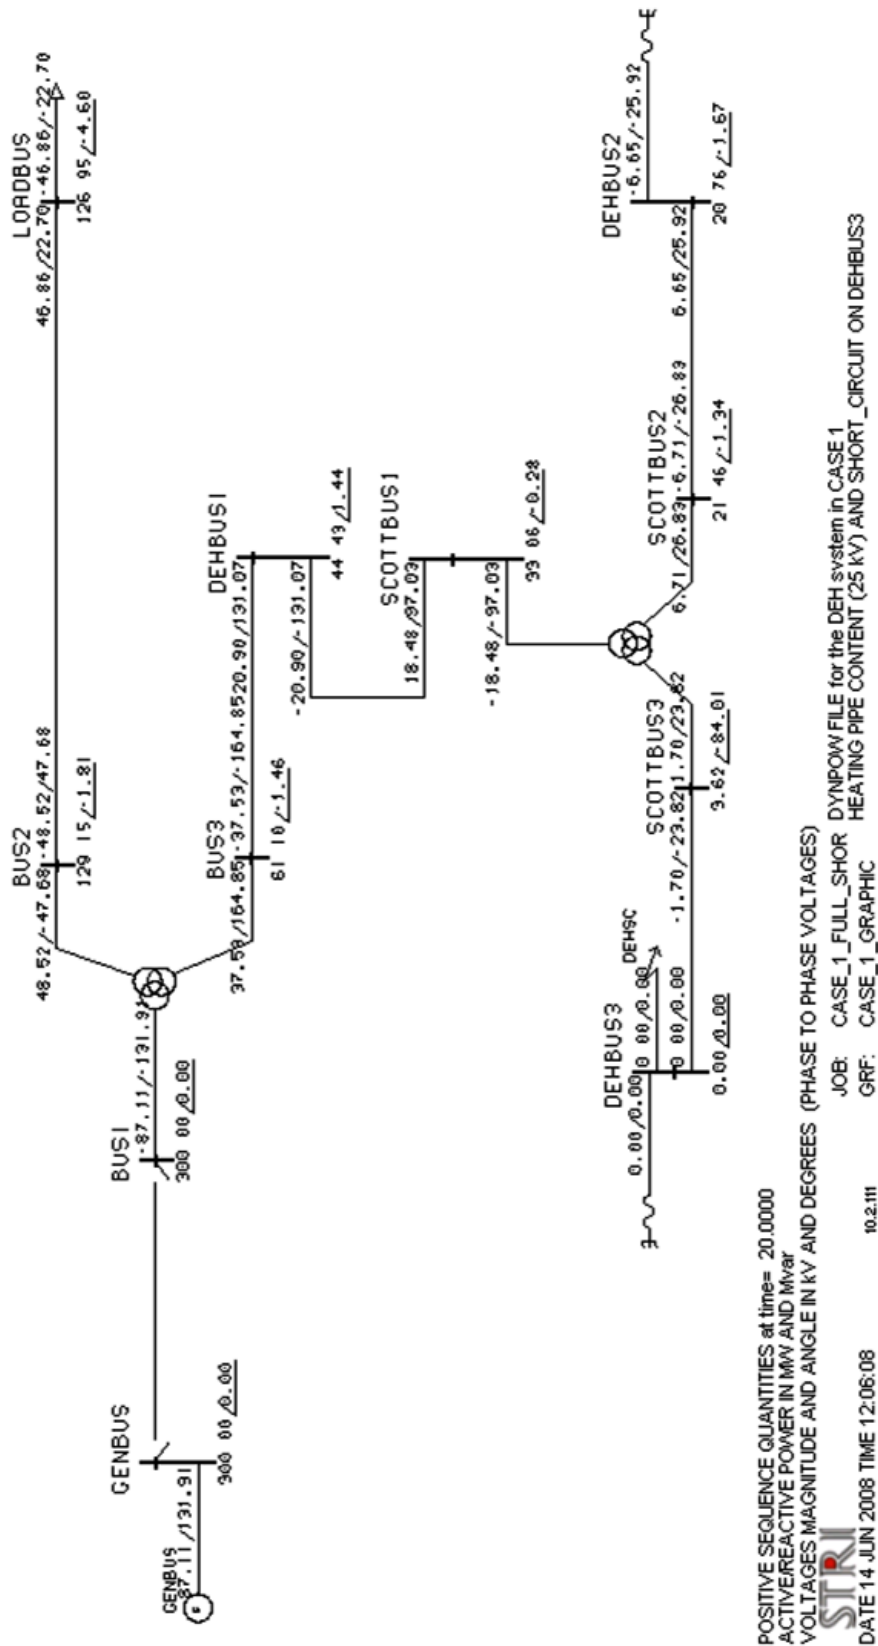 LOADBUS
46.86/22.70
-46.86/-22.70
126 95/-4.60
BUS2
48.52/-47.68
-48.52/47.68
129 15/-1.81
BUS3
37.59/164.85
-37.53/-164.85
61 10/-1.46
DEHBUS1
20.90/131.07
44 49/1.44
-20.90/-131.07
SCOTTBUS1
18.48/97.03
-18.48/-97.03
39 06/-0.28
BUS1
-87.11/-131.91
300 00/0.00
GENBUS
300 00/0.00
GENBUS
87.11/131.91
DEHBUS2
-6.65/-25.92
6.65/25.92
20 76/-1.67
SCOTTBUS2
6.71/26.89
-6.71/-26.89
21 46/-1.34
SCOTTBUS3
-1.70/-23.82
1.70/23.82
9.62/-84.01
DEHBUS3
DEHSC
0.00/0.00
0 00/0.00
0 00/0.00
0.00/0.00
POSITIVE SEQUENCE QUANTITIES at time= 20.0000
ACTIVE/REACTIVE POWER IN MW AND Mvar
VOLTAGES MAGNITUDE AND ANGLE IN kV AND DEGREES (PHASE TO PHASE VOLTAGES)
STRI
JOB: CASE_1_FULL_SHOR DYNPOW FILE for the DEH system in CASE 1
DATE 14 JUN 2008 TIME 12:06:08 10.2.111 GRF: CASE_1_GRAPHIC HEATING PIPE CONTENT (25 kV) AND SHORT_CIRCUIT ON DEHBUS3